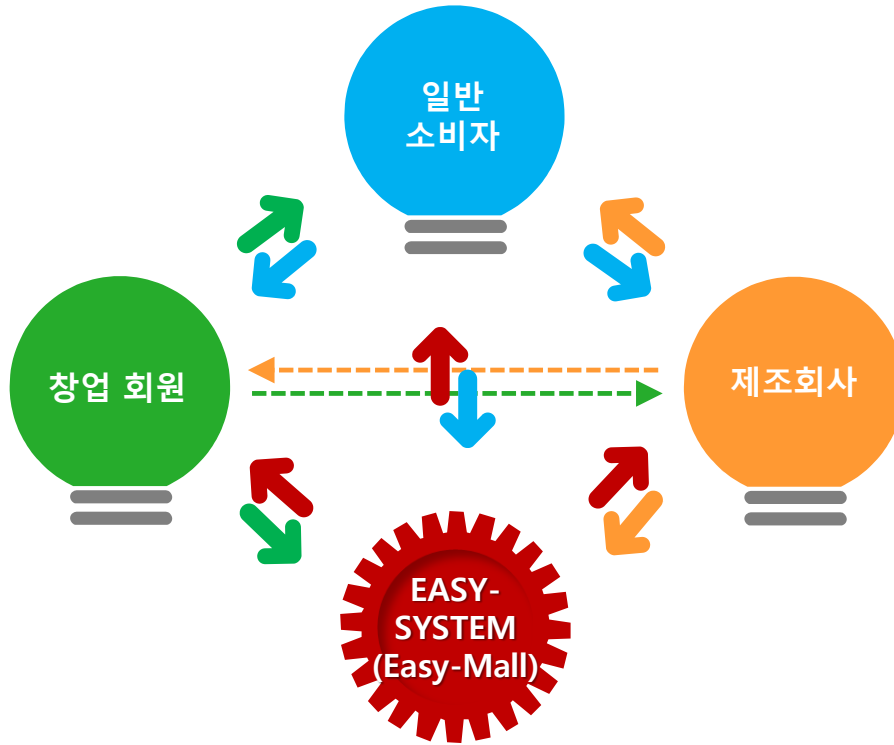 일반
소비자
창업 회원
제조회사
EASY-
SYSTEM
(Easy-Mall)